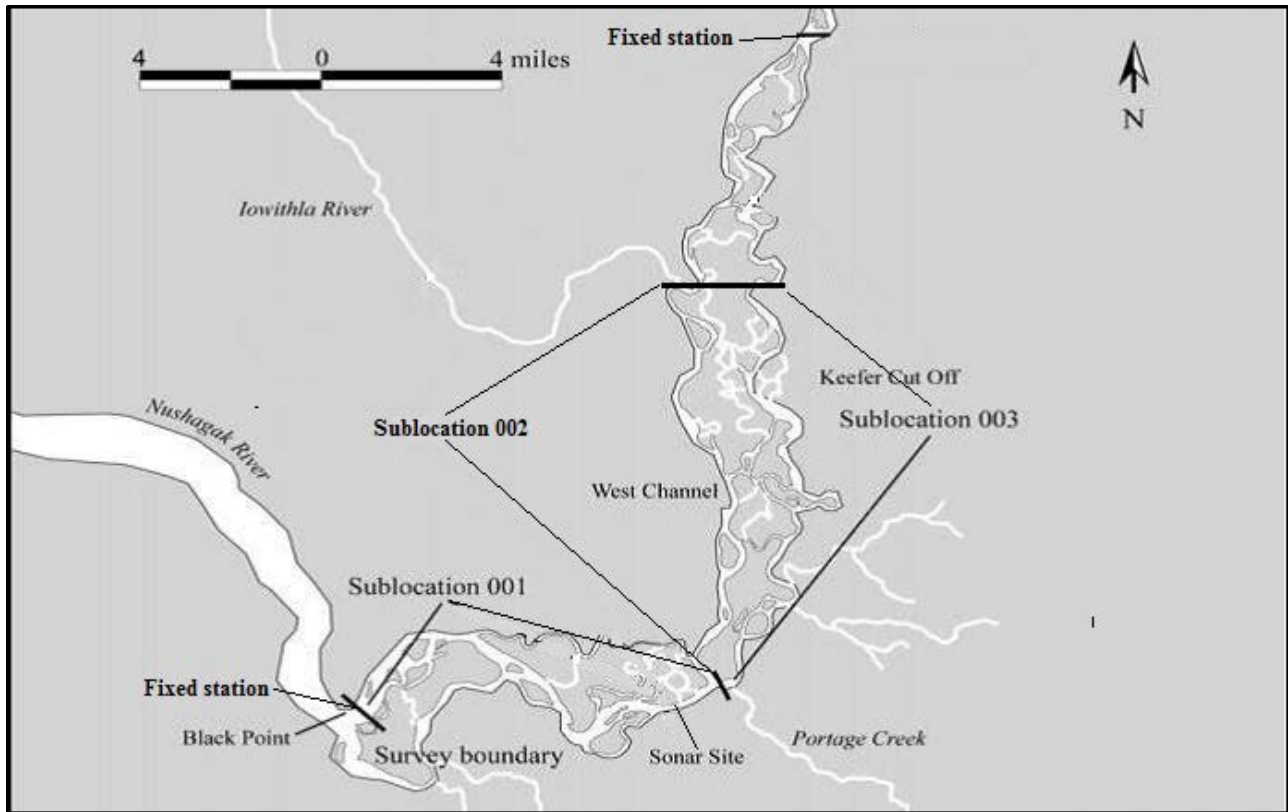 Fixed station
4 0 4 miles
N
Iowithla River
Keefer Cut Off
Nushagak River
Sublocation 002
Sublocation 003
West Channel
Sublocation 001
Fixed station
Black Point
Survey boundary
Sonar Site
Portage Creek